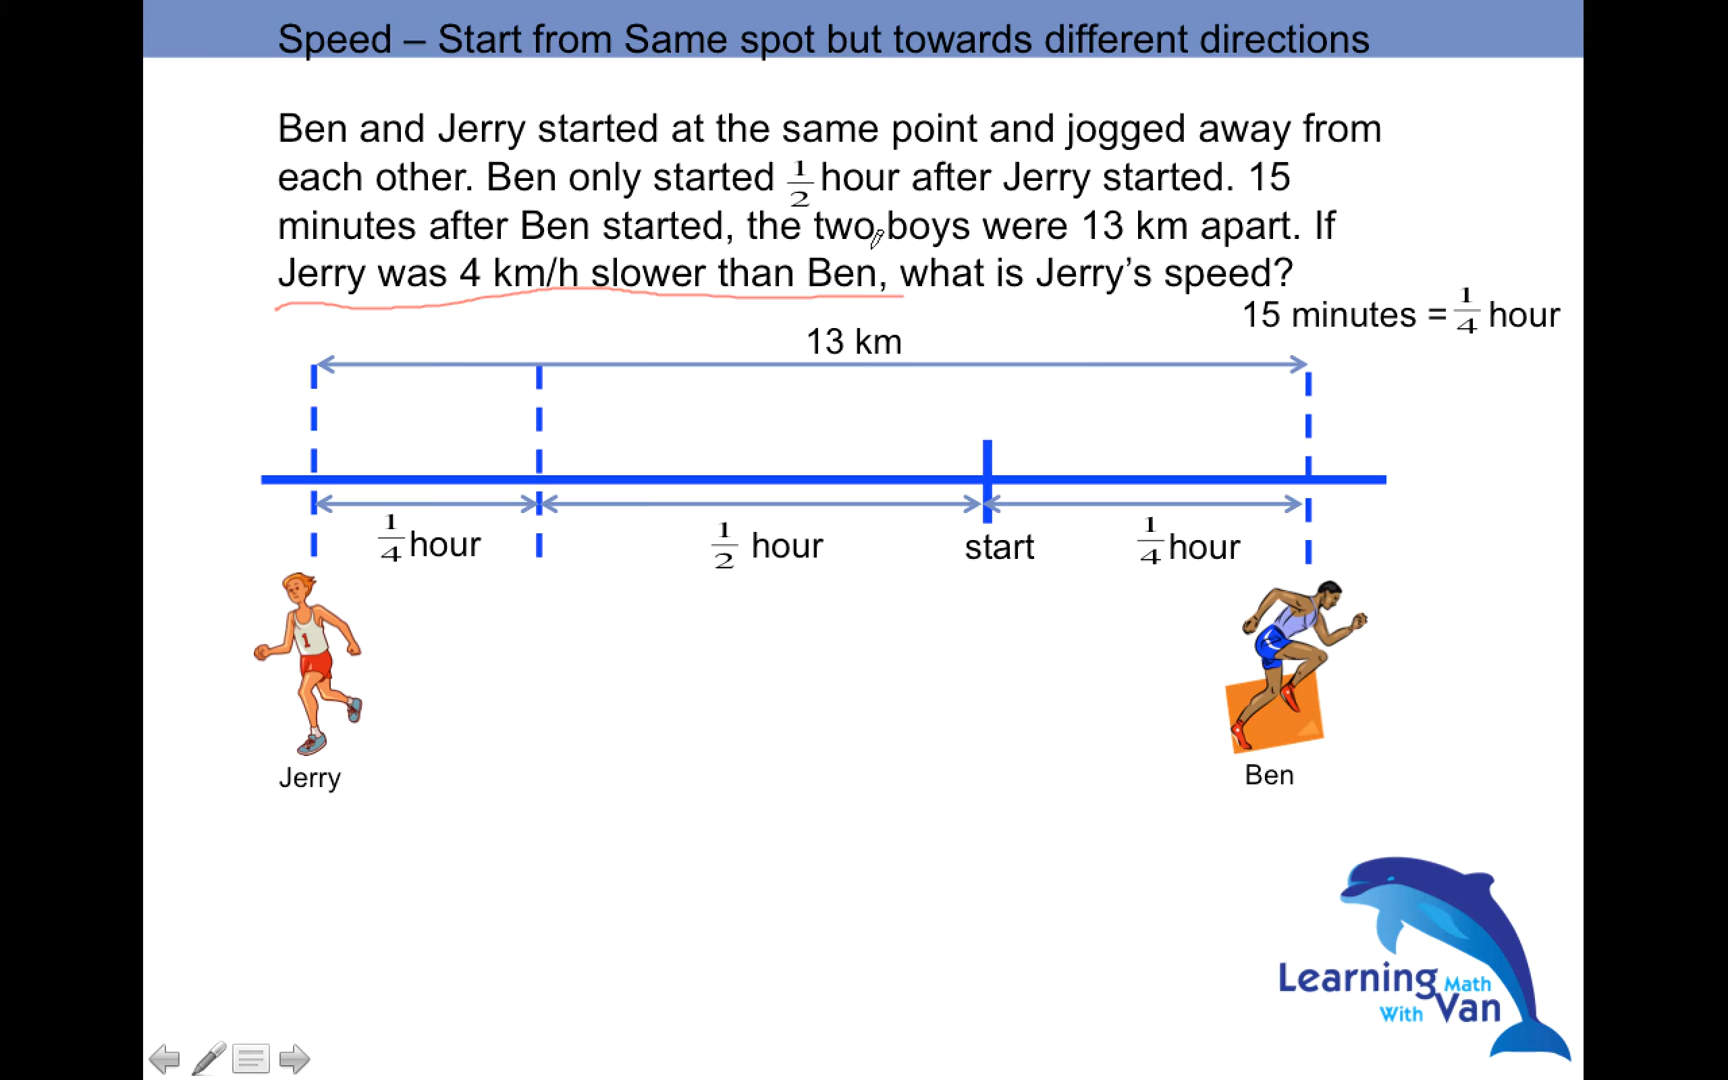 Speed – Start from Same spot but towards different directions
Ben and Jerry started at the same point and jogged away from
each other. Ben only started 1/2 hour after Jerry started. 15
minutes after Ben started, the two boys were 13 km apart. If
Jerry was 4 km/h slower than Ben, what is Jerry’s speed?
15 minutes = 1/4 hour
13 km
1/4 hour
1/2 hour
start
1/4 hour
1
Jerry
Ben
Learning Math
With Van